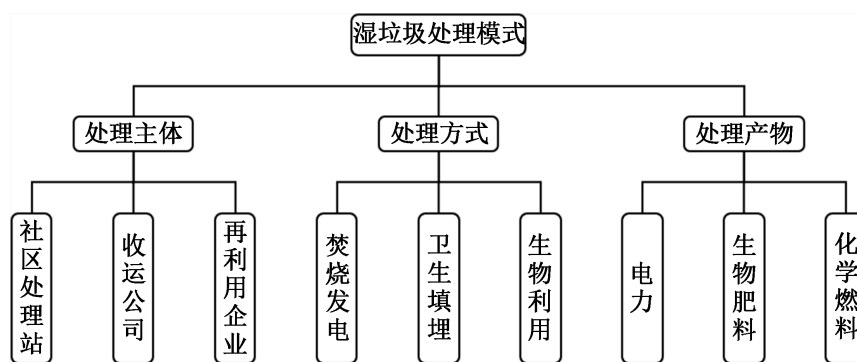 湿垃圾处理模式
处理主体
处理方式
处理产物
社区处理站
收运公司
再利用企业
焚烧发电
卫生填埋
生物利用
电力
生物肥料
化学燃料